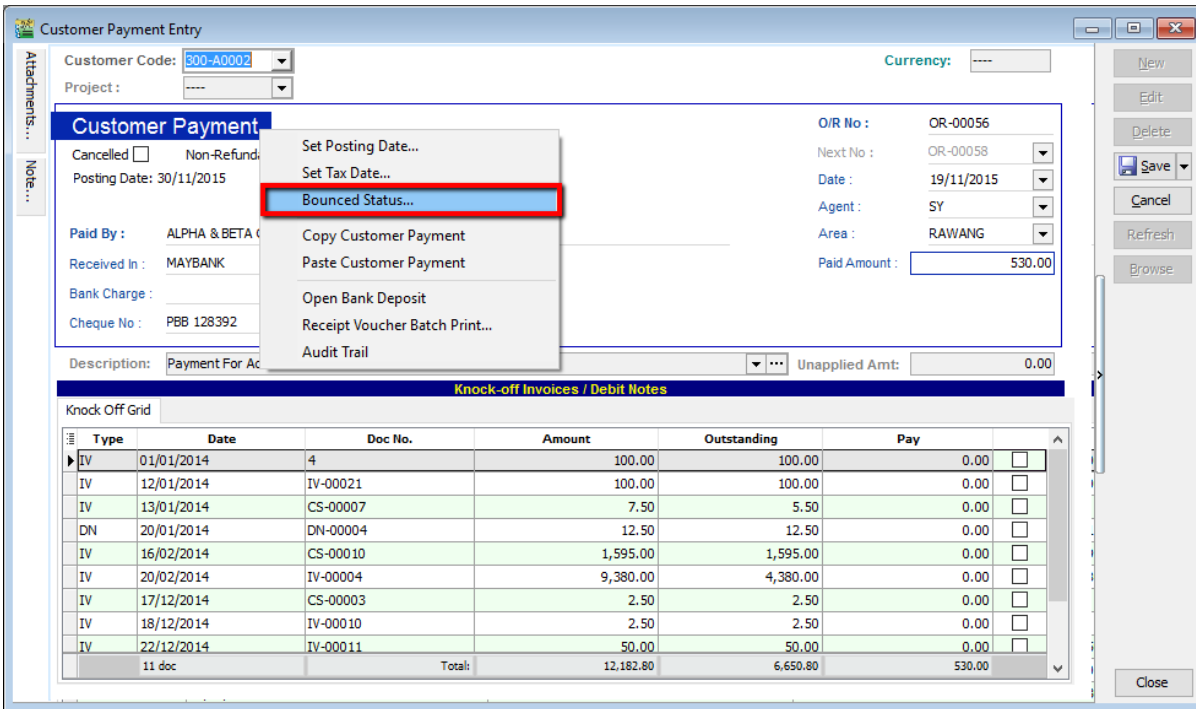 Customer Payment Entry
Attachments...
Note...
Customer Code: 300-A0002
Currency: ----
Project : ----
Customer Payment
Cancelled Non-Refund
Posting Date: 30/11/2015
Paid By : ALPHA & BETA
Received In : MAYBANK
Bank Charge :
Cheque No : PBB 128392
Set Posting Date...
Set Tax Date...
Bounced Status...
Copy Customer Payment
Paste Customer Payment
Open Bank Deposit
Receipt Voucher Batch Print...
Audit Trail
O/R No : OR-00056
Next No : OR-00058
Date : 19/11/2015
Agent : SY
Area : RAWANG
Paid Amount : 530.00
Description: Payment For Ac
Unapplied Amt: 0.00
Knock-off Invoices / Debit Notes
Knock Off Grid
Type Date Doc No. Amount Outstanding Pay
IV 01/01/2014 4 100.00 100.00 0.00
IV 12/01/2014 IV-00021 100.00 100.00 0.00
IV 13/01/2014 CS-00007 7.50 5.50 0.00
DN 20/01/2014 DN-00004 12.50 12.50 0.00
IV 16/02/2014 CS-00010 1,595.00 1,595.00 0.00
IV 20/02/2014 IV-00004 9,380.00 4,380.00 0.00
IV 17/12/2014 CS-00003 2.50 2.50 0.00
IV 18/12/2014 IV-00010 2.50 2.50 0.00
IV 22/12/2014 IV-00011 50.00 50.00 0.00
11 doc Total: 12,182.80 6,650.80 530.00
New
Edit
Delete
Save
Cancel
Refresh
Browse
Close